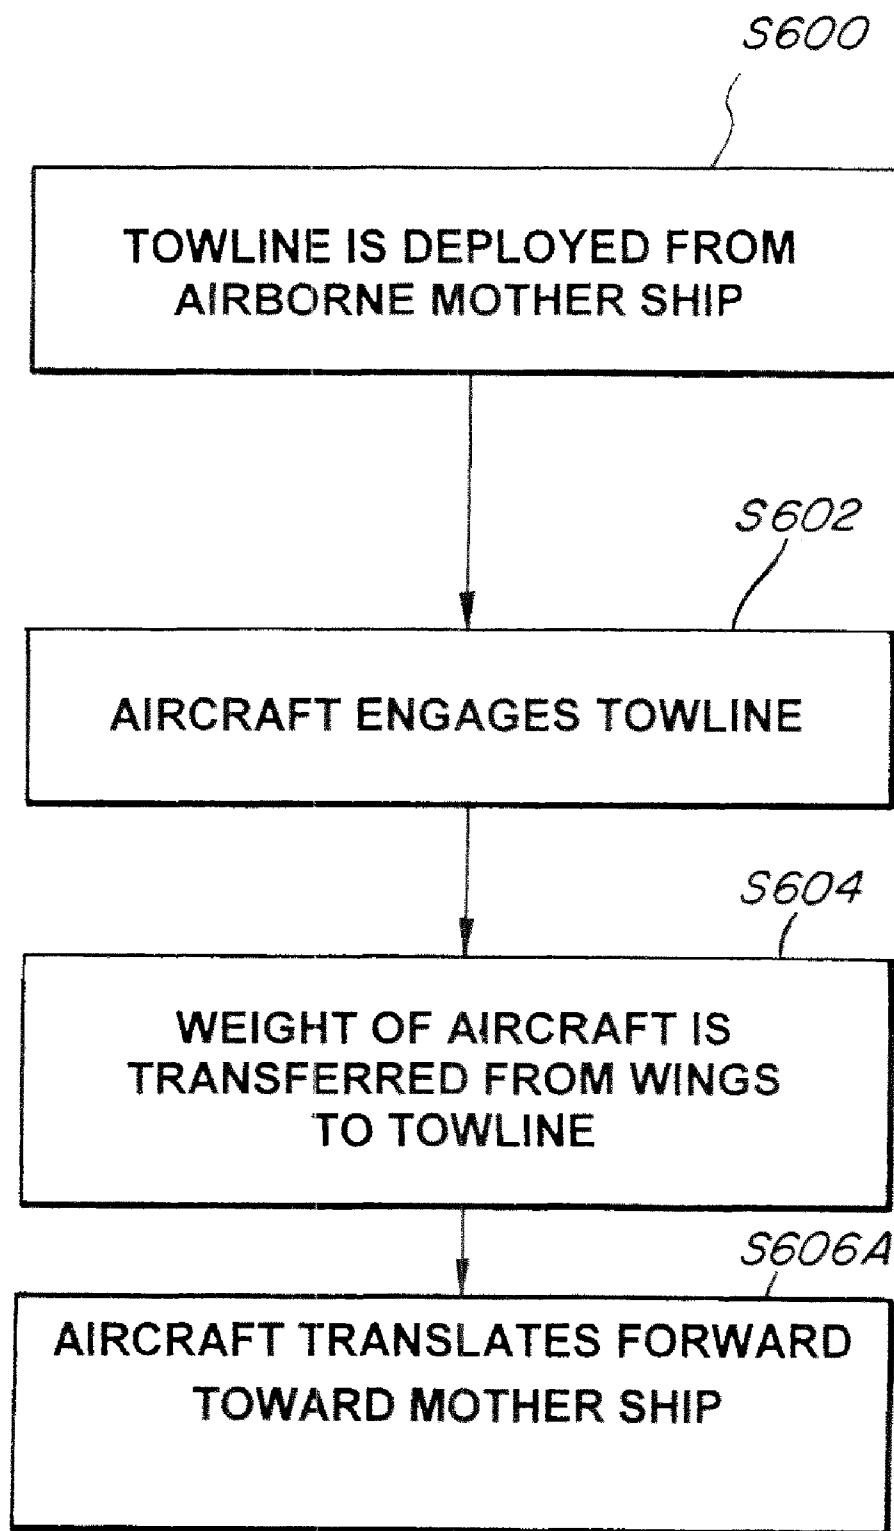 S600
TOWLINE IS DEPLOYED FROM
AIRBORNE MOTHER SHIP
S602
AIRCRAFT ENGAGES TOWLINE
S604
WEIGHT OF AIRCRAFT IS
TRANSFERRED FROM WINGS
TO TOWLINE
S606A
AIRCRAFT TRANSLATES FORWARD
TOWARD MOTHER SHIP